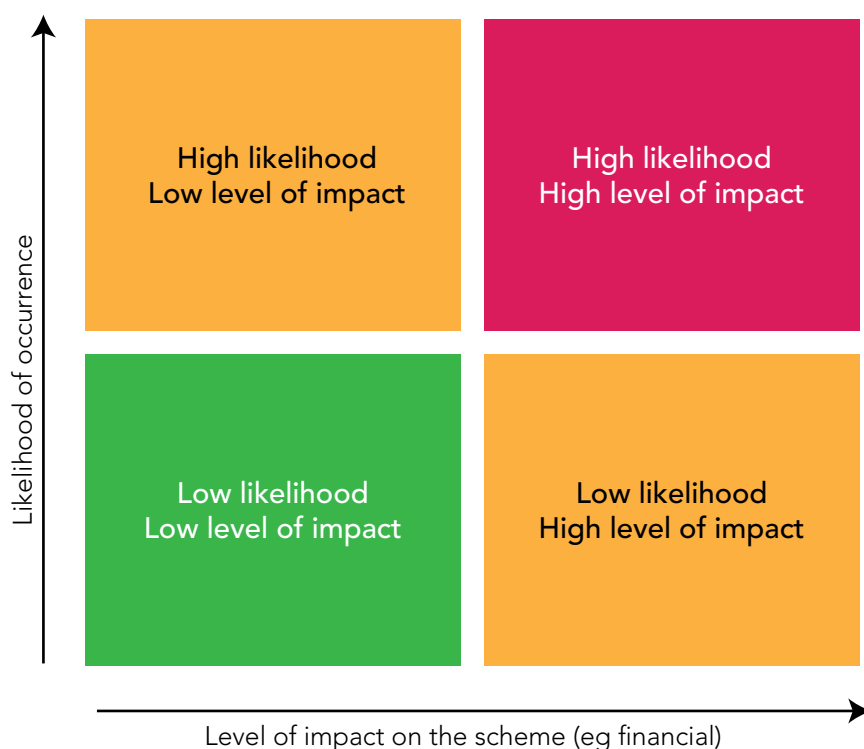 High likelihood
Low level of impact
High likelihood
High level of impact
Low likelihood
Low level of impact
Low likelihood
High level of impact
Likelihood of occurrence
Level of impact on the scheme (eg financial)